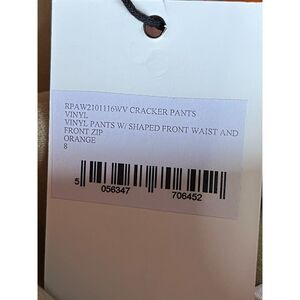 RPAW2101116WV CRACKER PANTS
VINYL
VINYL PANTS W/ SHAPED FRONT WAIST AND
FRONT ZIP
ORANGE
8
5 056347 706452